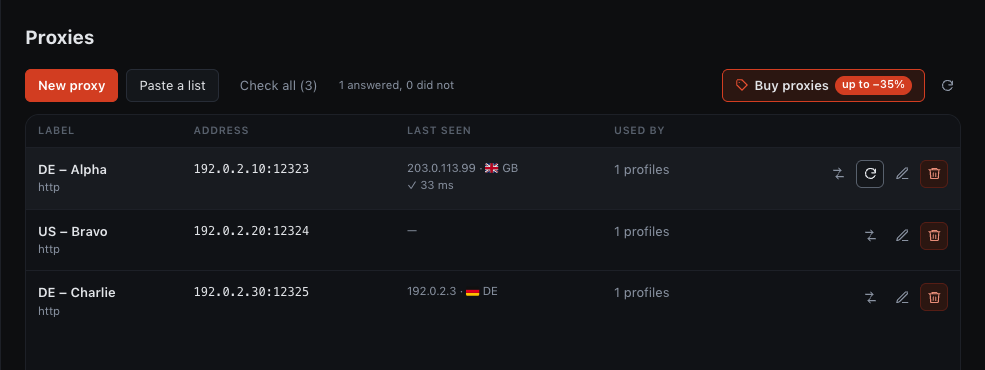 Proxies
New proxy Paste a list Check all (3) 1 answered, 0 did not Buy proxies up to −35%
LABEL ADDRESS LAST SEEN USED BY
DE – Alpha 192.0.2.10:12323 203.0.113.99 · 🇬🇧 GB 1 profiles
http ✓ 33 ms
US – Bravo 192.0.2.20:12324 — 1 profiles
http
DE – Charlie 192.0.2.30:12325 192.0.2.3 · 🇩🇪 DE 1 profiles
http